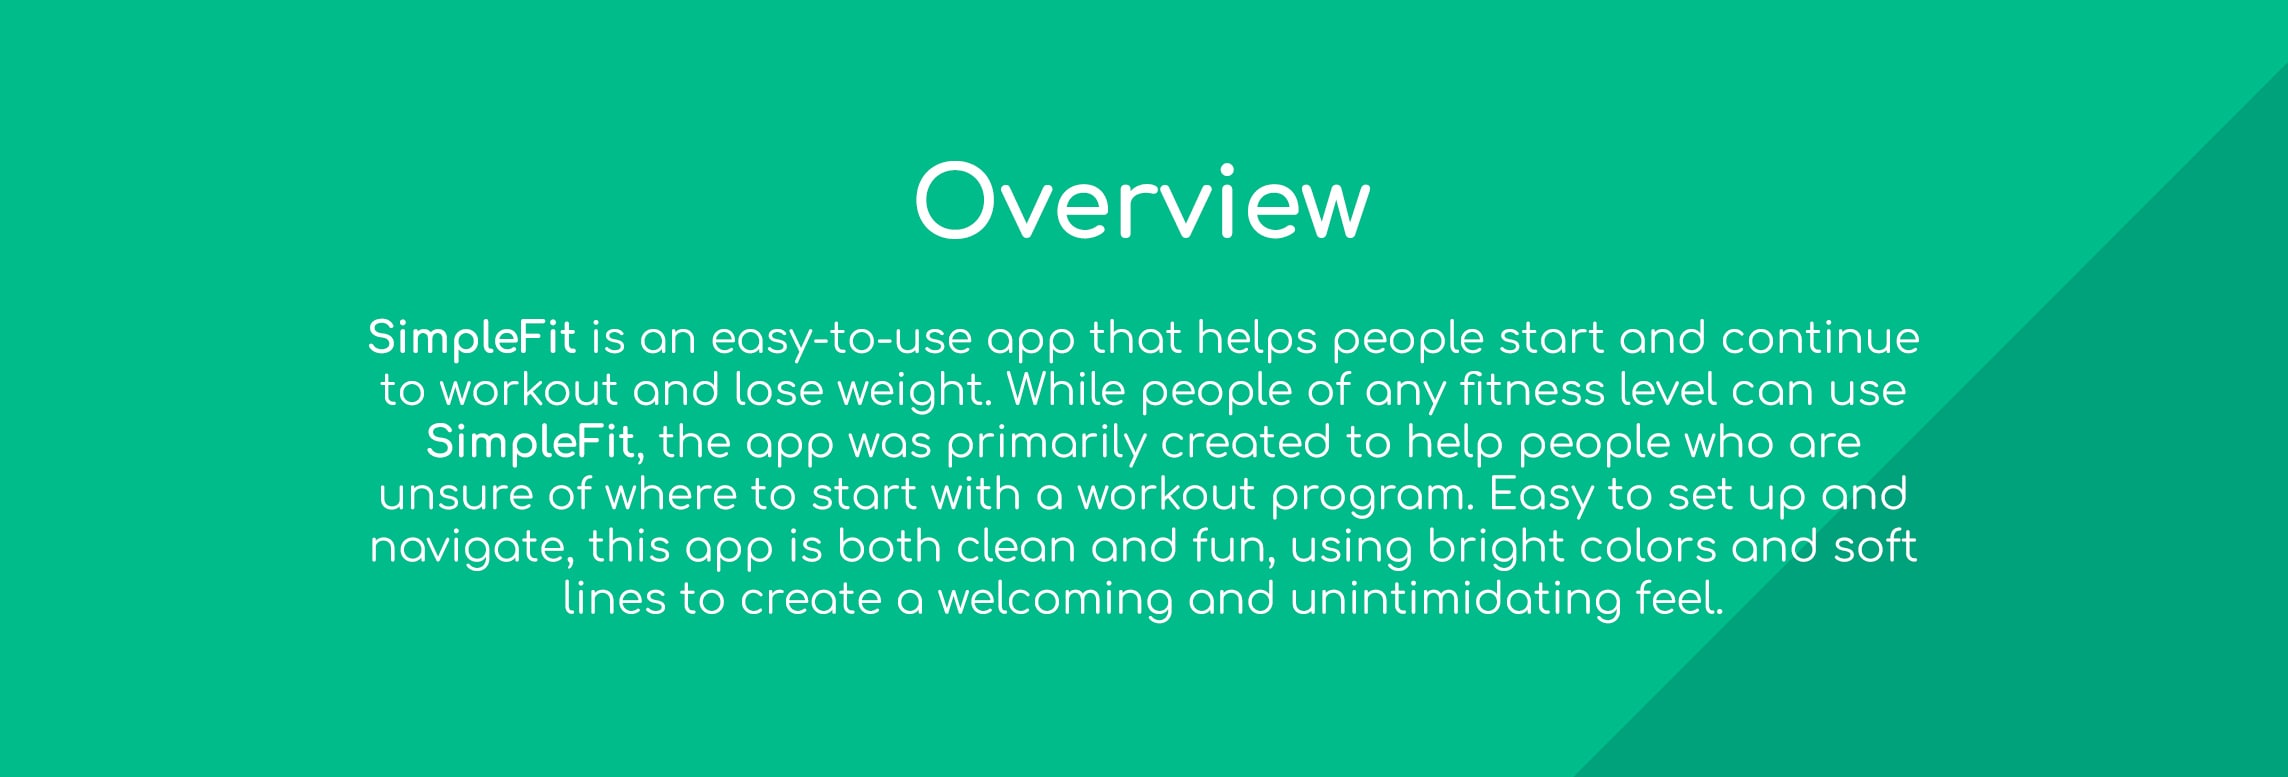 Overview
SimpleFit is an easy-to-use app that helps people start and continue
to workout and lose weight. While people of any fitness level can use
SimpleFit, the app was primarily created to help people who are
unsure of where to start with a workout program. Easy to set up and
navigate, this app is both clean and fun, using bright colors and soft
lines to create a welcoming and unintimidating feel.